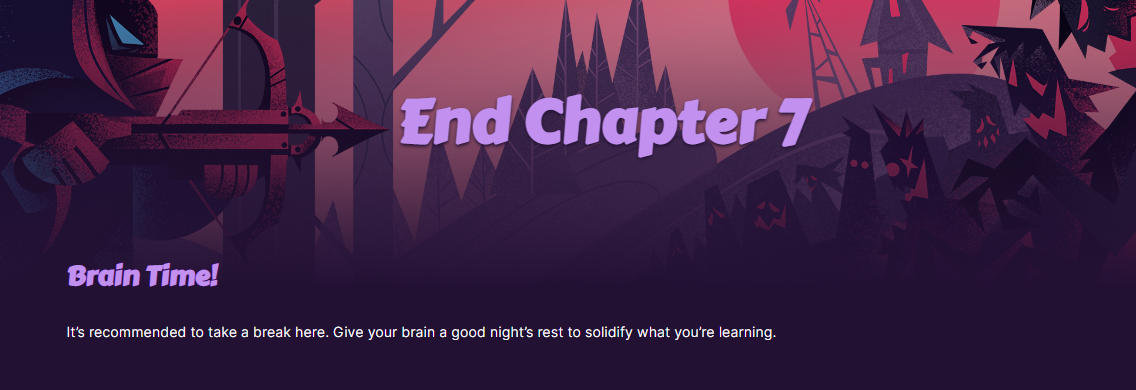 End Chapter 7
Brain Time!
It’s recommended to take a break here. Give your brain a good night’s rest to solidify what you’re learning.